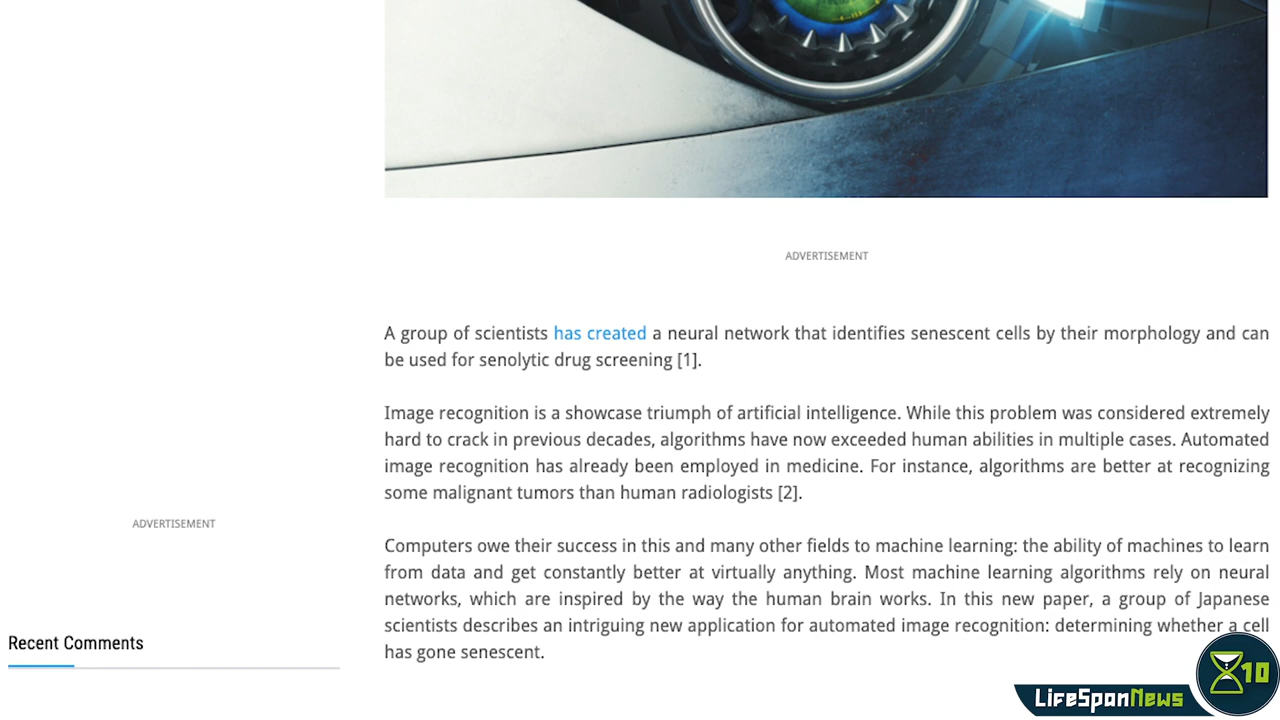 ADVERTISEMENT
A group of scientists has created a neural network that identifies senescent cells by their morphology and can
be used for senolytic drug screening [1].
Image recognition is a showcase triumph of artificial intelligence. While this problem was considered extremely
hard to crack in previous decades, algorithms have now exceeded human abilities in multiple cases. Automated
image recognition has already been employed in medicine. For instance, algorithms are better at recognizing
some malignant tumors than human radiologists [2].
ADVERTISEMENT
Computers owe their success in this and many other fields to machine learning: the ability of machines to learn
from data and get constantly better at virtually anything. Most machine learning algorithms rely on neural
networks, which are inspired by the way the human brain works. In this new paper, a group of Japanese
scientists describes an intriguing new application for automated image recognition: determining whether a cell
has gone senescent.
Recent Comments
LifeSpanNews
10